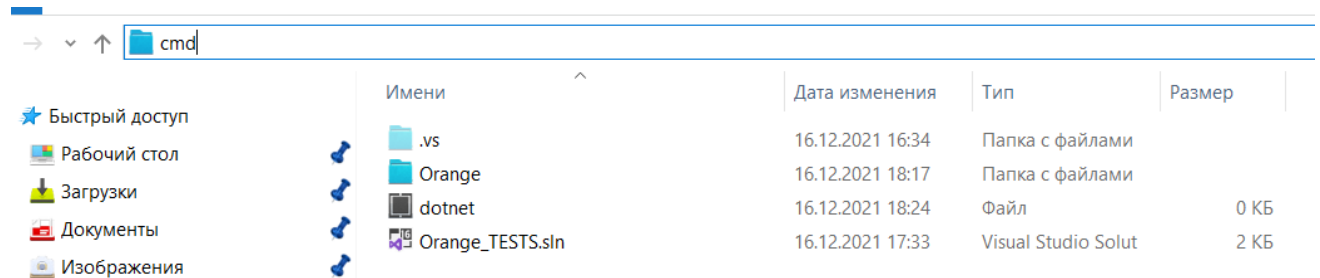 cmd
Имени Дата изменения Тип Размер
Быстрый доступ
.vs 16.12.2021 16:34 Папка с файлами
Рабочий стол
Orange 16.12.2021 18:17 Папка с файлами
Загрузки
dotnet 16.12.2021 18:24 Файл 0 КБ
Документы
Orange_TESTS.sln 16.12.2021 17:33 Visual Studio Solut 2 КБ
Изображения